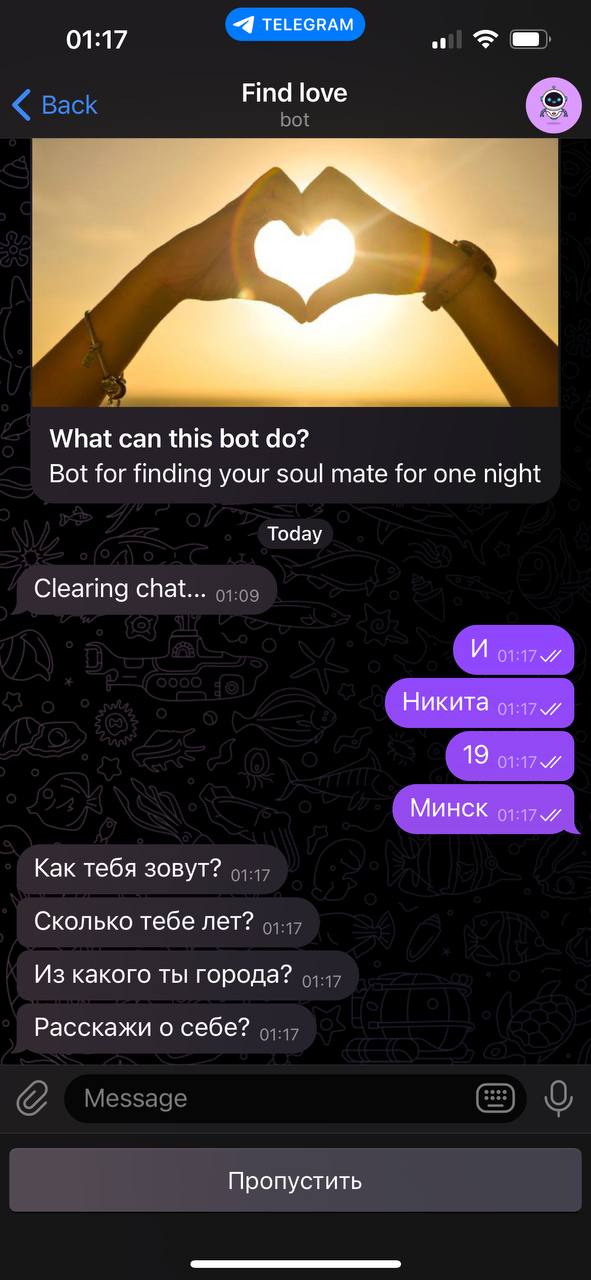 01:17
TELEGRAM
Back
Find love
bot
What can this bot do?
Bot for finding your soul mate for one night
Today
Clearing chat... 01:09
И 01:17
Никита 01:17
19 01:17
Минск 01:17
Как тебя зовут? 01:17
Сколько тебе лет? 01:17
Из какого ты города? 01:17
Расскажи о себе? 01:17
Message
Пропустить